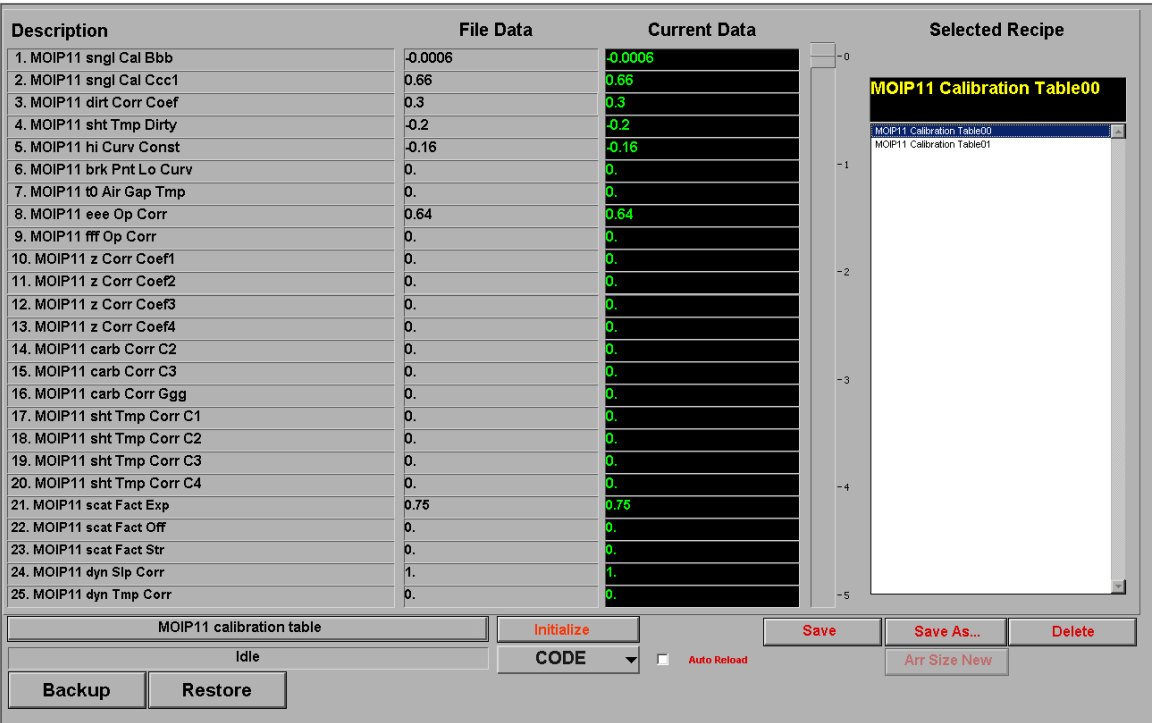 Description File Data Current Data Selected Recipe
1. MOIP11 sngl Cal Bbb -0.0006 -0.0006
2. MOIP11 sngl Cal Ccc1 0.66 0.66
3. MOIP11 dirt Corr Coef 0.3 0.3
4. MOIP11 sht Tmp Dirty -0.2 -0.2
5. MOIP11 hi Curv Const -0.16 -0.16
6. MOIP11 brk Pnt Lo Curv 0. 0.
7. MOIP11 t0 Air Gap Tmp 0. 0.
8. MOIP11 eee Op Corr 0.64 0.64
9. MOIP11 fff Op Corr 0. 0.
10. MOIP11 z Corr Coef1 0. 0.
11. MOIP11 z Corr Coef2 0. 0.
12. MOIP11 z Corr Coef3 0. 0.
13. MOIP11 z Corr Coef4 0. 0.
14. MOIP11 carb Corr C2 0. 0.
15. MOIP11 carb Corr C3 0. 0.
16. MOIP11 carb Corr Ggg 0. 0.
17. MOIP11 sht Tmp Corr C1 0. 0.
18. MOIP11 sht Tmp Corr C2 0. 0.
19. MOIP11 sht Tmp Corr C3 0. 0.
20. MOIP11 sht Tmp Corr C4 0. 0.
21. MOIP11 scat Fact Exp 0.75 0.75
22. MOIP11 scat Fact Off 0. 0.
23. MOIP11 scat Fact Str 0. 0.
24. MOIP11 dyn Slp Corr 1. 1.
25. MOIP11 dyn Tmp Corr 0. 0.
-0
-1
-2
-3
-4
-5
MOIP11 Calibration Table00
MOIP11 Calibration Table00
MOIP11 Calibration Table01
MOIP11 calibration table Initialize Save Save As... Delete
Idle CODE Auto Reload Arr Size New
Backup Restore